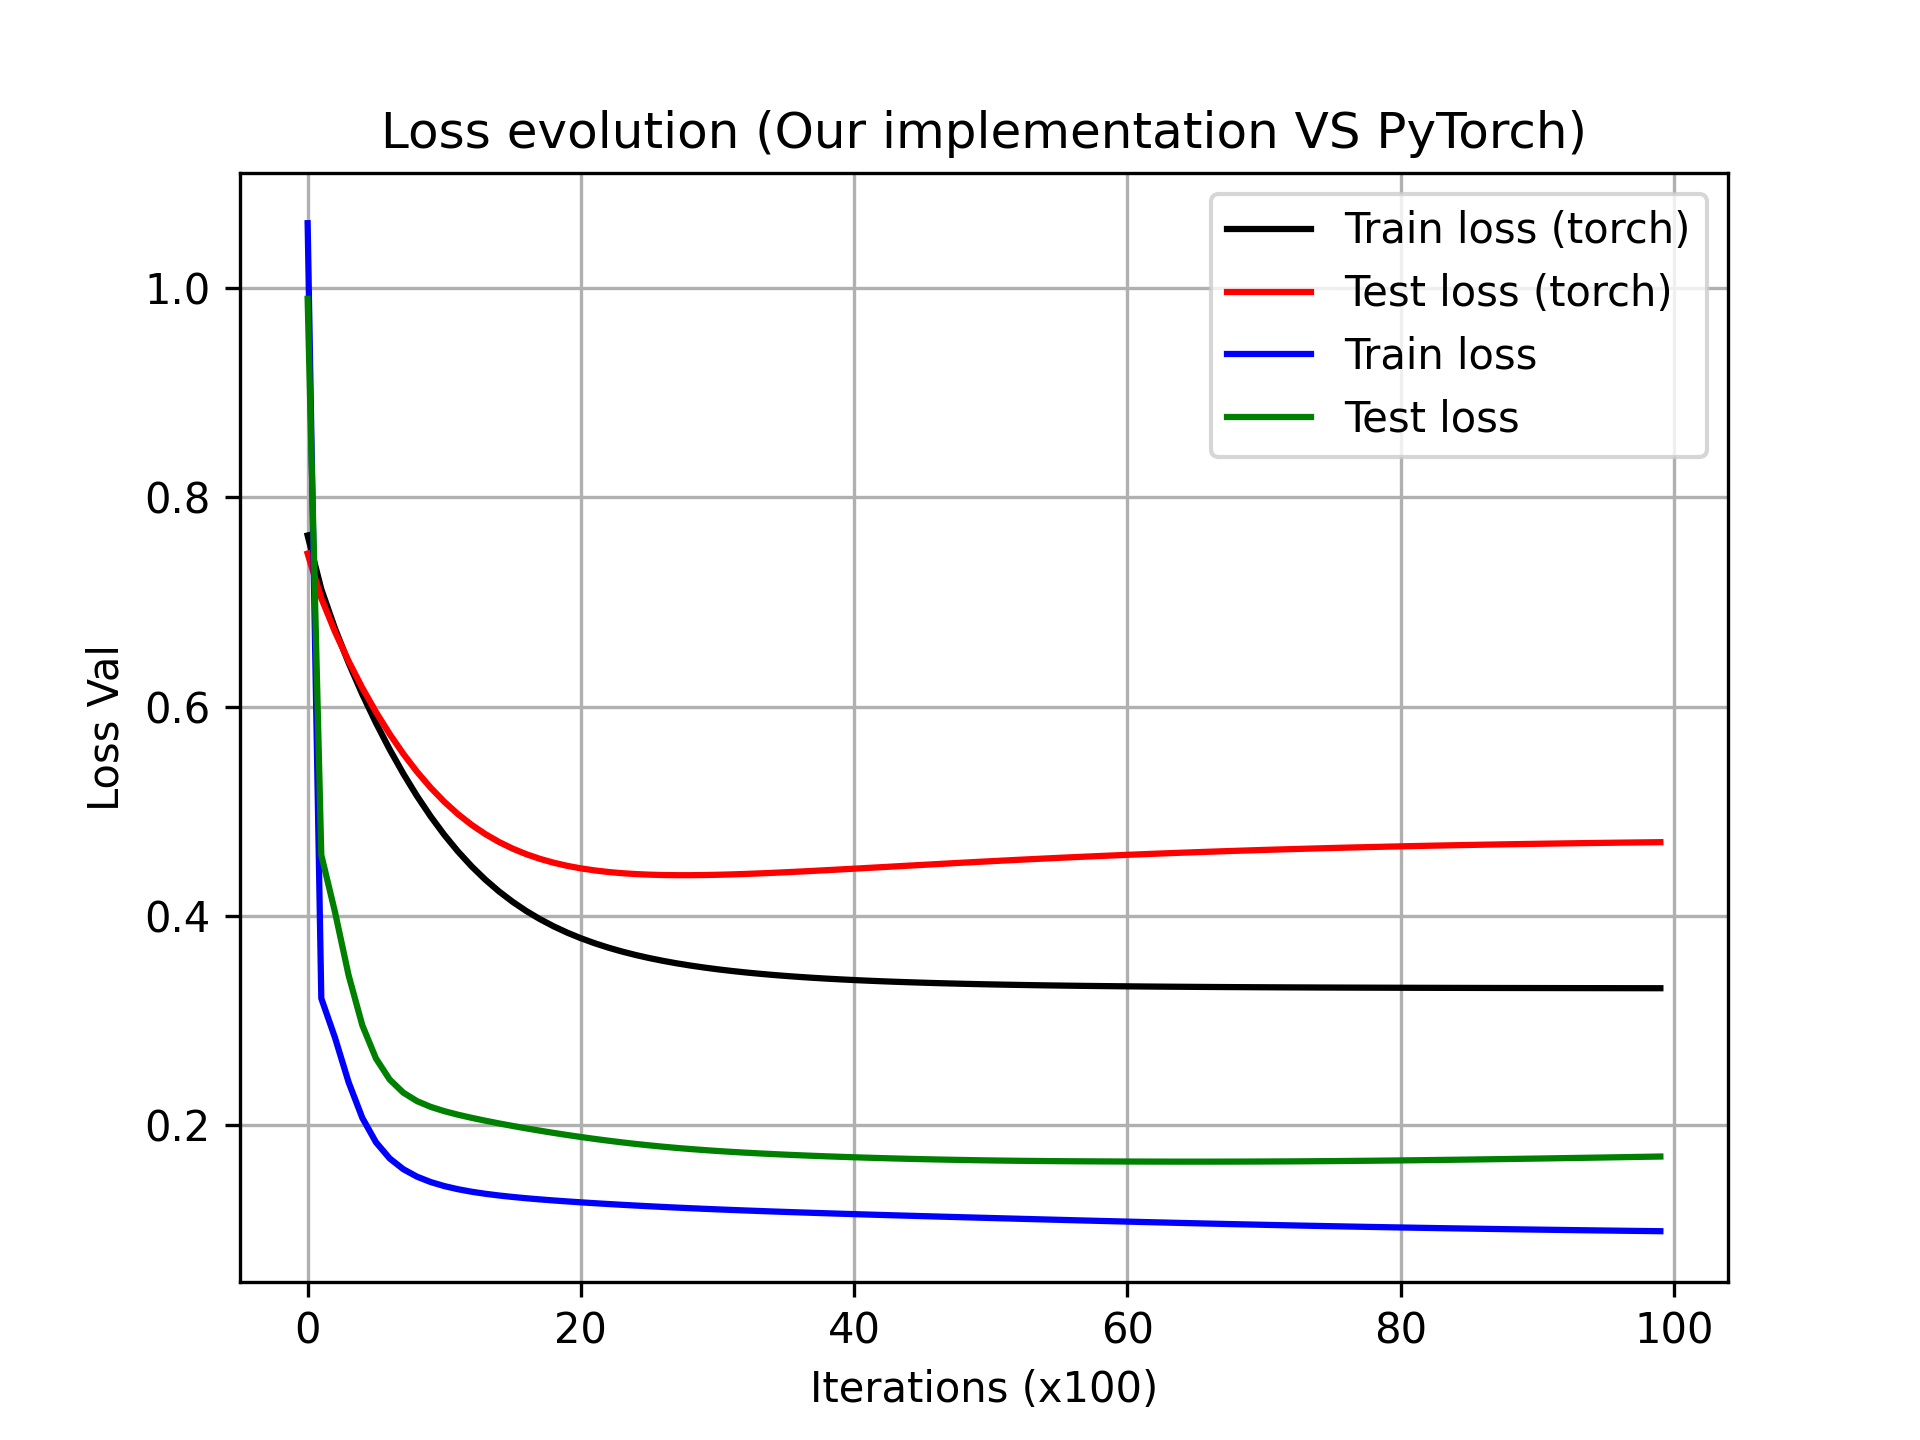 Loss evolution (Our implementation VS PyTorch)
Train loss (torch)
Test loss (torch)
Train loss
Test loss
Loss Val
1.0
0.8
0.6
0.4
0.2
0 20 40 60 80 100
Iterations (x100)